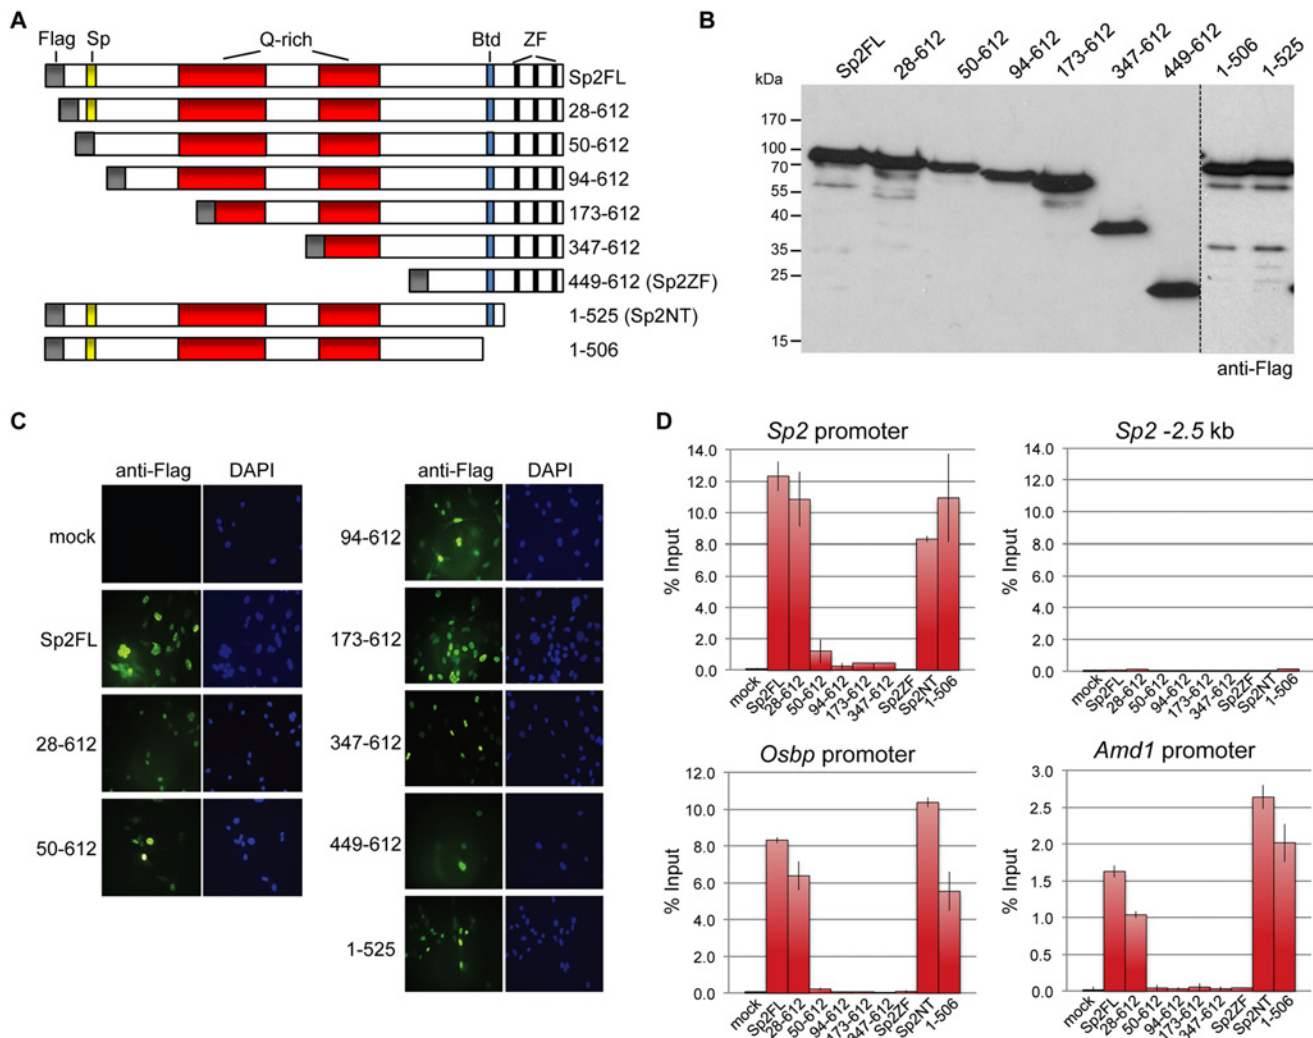 A
Flag Sp Q-rich Btd ZF
Sp2FL
28-612
50-612
94-612
173-612
347-612
449-612 (Sp2ZF)
1-525 (Sp2NT)
1-506
B
Sp2FL 28-612 50-612 94-612 173-612 347-612 449-612 1-506 1-525
kDa
170
100
70
55
40
35
25
15
anti-Flag
C
anti-Flag DAPI
mock
Sp2FL
28-612
50-612
anti-Flag DAPI
94-612
173-612
347-612
449-612
1-525
D
Sp2 promoter
% Input
14.0
12.0
10.0
8.0
6.0
4.0
2.0
0.0
mock Sp2FL 28-612 50-612 94-612 173-612 347-612 Sp2ZF Sp2NT 1-506
Sp2 -2.5 kb
% Input
14.0
12.0
10.0
8.0
6.0
4.0
2.0
0.0
mock Sp2FL 28-612 50-612 94-612 173-612 347-612 Sp2ZF Sp2NT 1-506
Osbp promoter
% Input
12.0
10.0
8.0
6.0
4.0
2.0
0.0
mock Sp2FL 28-612 50-612 94-612 173-612 347-612 Sp2ZF Sp2NT 1-506
Amd1 promoter
% Input
3.0
2.5
2.0
1.5
1.0
0.5
0.0
mock Sp2FL 28-612 50-612 94-612 173-612 347-612 Sp2ZF Sp2NT 1-506